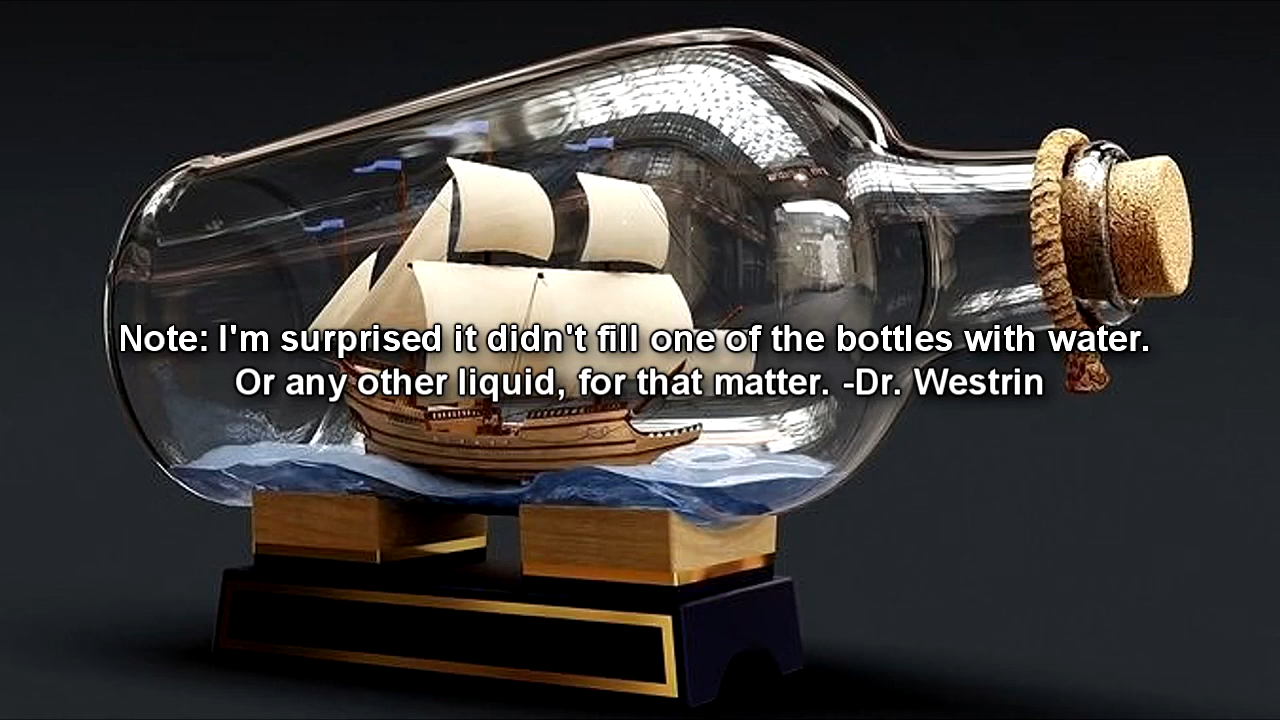 Note: I'm surprised it didn't fill one of the bottles with water.
Or any other liquid, for that matter. -Dr. Westrin